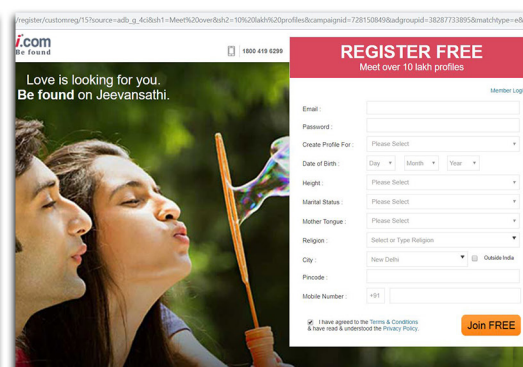 /register/customreg/15?source=adb_g_4ci&sh1=Meet%20over&sh2=10%20lakh%20profiles&campaignid=728150849&adgroupid=38287733895&matchtype=e&
i.com
Be found
1800 419 6299
REGISTER FREE
Meet over 10 lakh profiles
Love is looking for you.
Be found on Jeevansathi.
Member Logi
Email :
Password :
Create Profile For : Please Select
Date of Birth : Day Month Year
Height : Please Select
Marital Status : Please Select
Mother Tongue : Please Select
Religion : Select or Type Religion
City : New Delhi Outside India
Pincode :
Mobile Number : +91
I have agreed to the Terms & Conditions
& have read & understood the Privacy Policy.
Join FREE